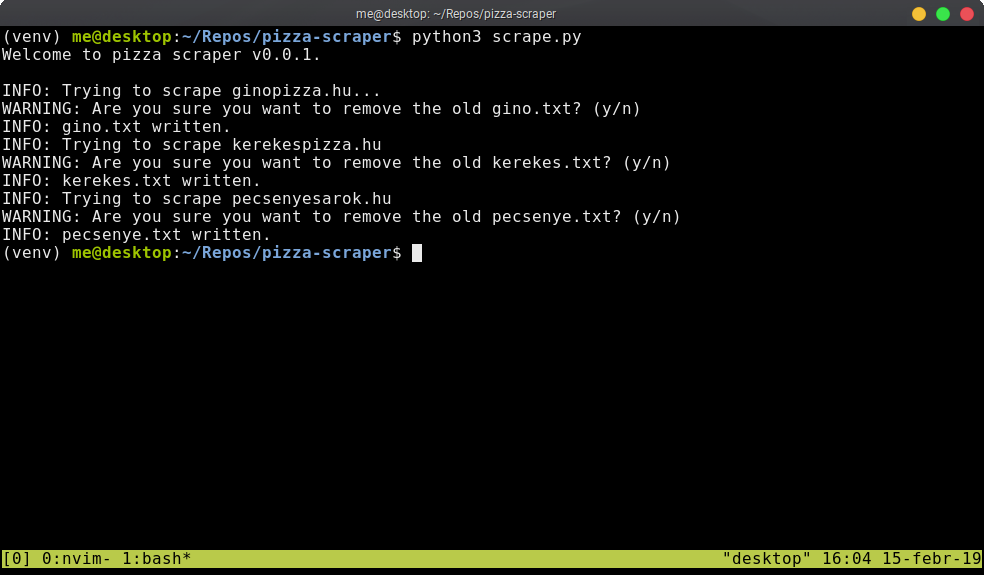 me@desktop: ~/Repos/pizza-scraper
(venv) me@desktop:~/Repos/pizza-scraper$ python3 scrape.py
Welcome to pizza scraper v0.0.1.
INFO: Trying to scrape ginopizza.hu...
WARNING: Are you sure you want to remove the old gino.txt? (y/n)
INFO: gino.txt written.
INFO: Trying to scrape kerekespizza.hu
WARNING: Are you sure you want to remove the old kerekes.txt? (y/n)
INFO: kerekes.txt written.
INFO: Trying to scrape pecsenyesarok.hu
WARNING: Are you sure you want to remove the old pecsenye.txt? (y/n)
INFO: pecsenye.txt written.
(venv) me@desktop:~/Repos/pizza-scraper$
[0] 0:nvim- 1:bash* "desktop" 16:04 15-febr-19